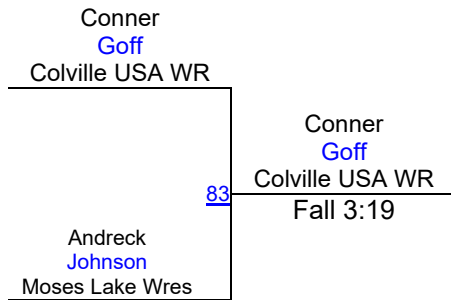 Conner
Goff
Colville USA WR
Conner
Goff
Colville USA WR
83
Fall 3:19
Andreck
Johnson
Moses Lake Wres